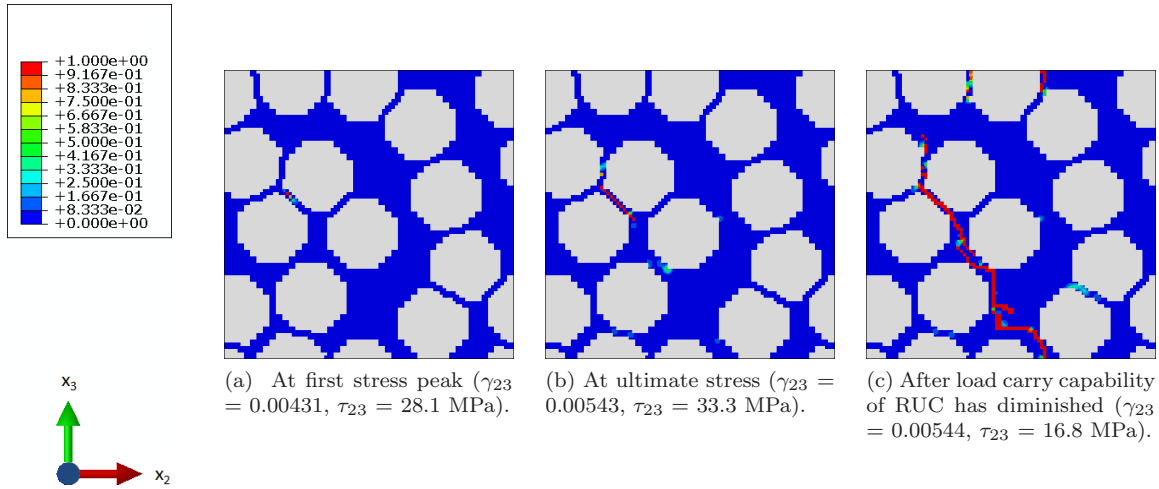 +1.000e+00
+9.167e-01
+8.333e-01
+7.500e-01
+6.667e-01
+5.833e-01
+5.000e-01
+4.167e-01
+3.333e-01
+2.500e-01
+1.667e-01
+8.333e-02
+0.000e+00
x₃
x₂
(a) At first stress peak (γ₂₃
= 0.00431, τ₂₃ = 28.1 MPa).
(b) At ultimate stress (γ₂₃ =
0.00543, τ₂₃ = 33.3 MPa).
(c) After load carry capability
of RUC has diminished (γ₂₃
= 0.00544, τ₂₃ = 16.8 MPa).